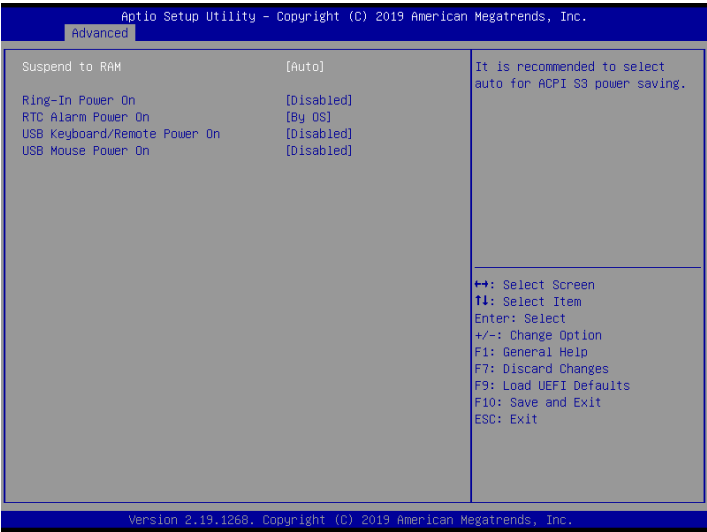 Aptio Setup Utility – Copyright (C) 2019 American Megatrends, Inc.
Advanced
Suspend to RAM [Auto]
Ring-In Power On [Disabled]
RTC Alarm Power On [By OS]
USB Keyboard/Remote Power On [Disabled]
USB Mouse Power On [Disabled]
It is recommended to select
auto for ACPI S3 power saving.
↔: Select Screen
↑↓: Select Item
Enter: Select
+/-: Change Option
F1: General Help
F7: Discard Changes
F9: Load UEFI Defaults
F10: Save and Exit
ESC: Exit
Version 2.19.1268. Copyright (C) 2019 American Megatrends, Inc.